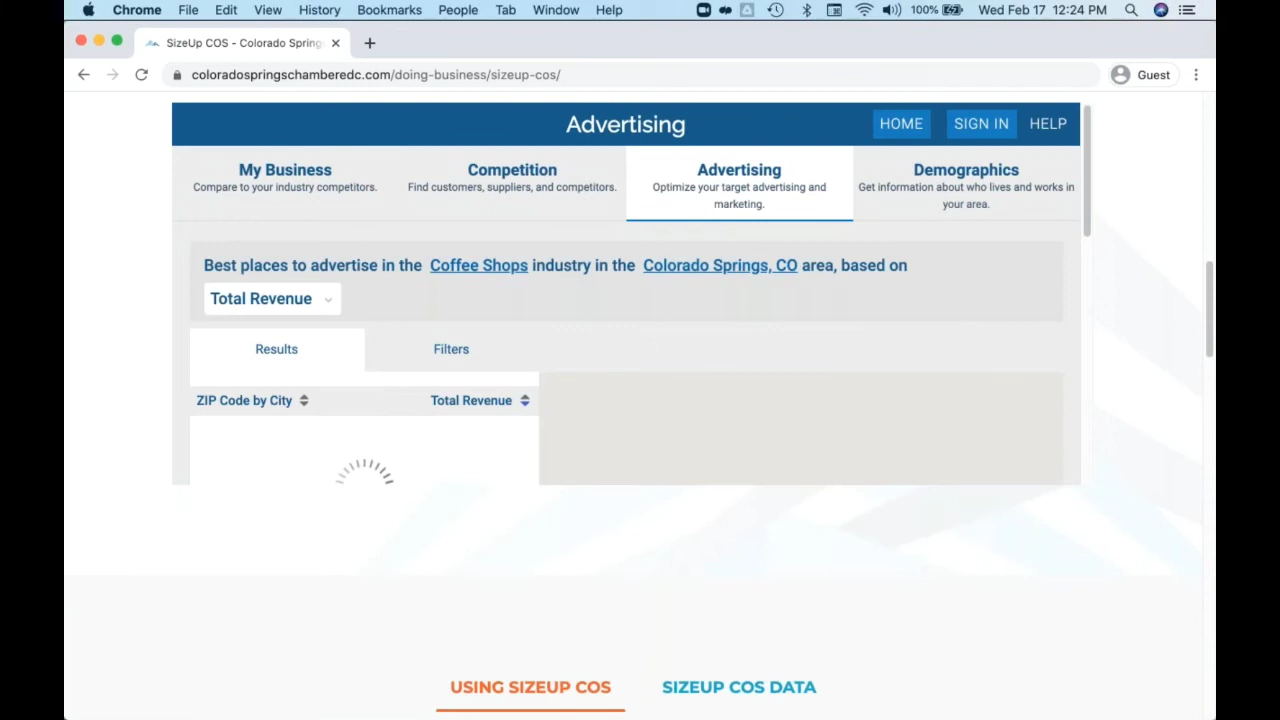 Chrome File Edit View History Bookmarks People Tab Window Help 100% Wed Feb 17 12:24 PM
SizeUp COS - Colorado Spring
coloradospringschamberedc.com/doing-business/sizeup-cos/ Guest
Advertising HOME SIGN IN HELP
My Business Competition Advertising Demographics
Compare to your industry competitors. Find customers, suppliers, and competitors. Optimize your target advertising and Get information about who lives and works in
marketing. your area.
Best places to advertise in the Coffee Shops industry in the Colorado Springs, CO area, based on
Total Revenue
Results Filters
ZIP Code by City Total Revenue
USING SIZEUP COS SIZEUP COS DATA